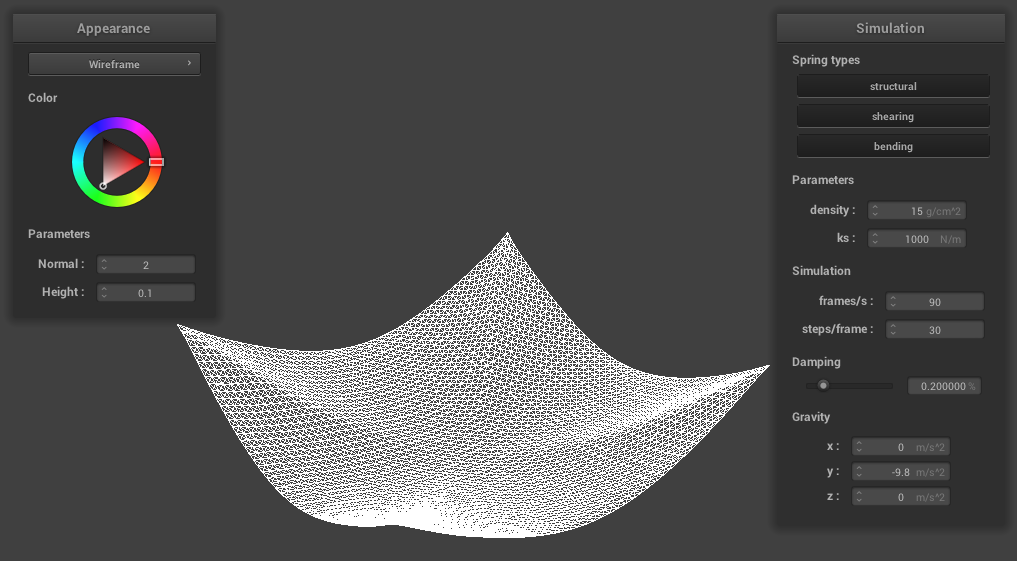 Appearance
Wireframe ›
Color
Parameters
Normal : 2
Height : 0.1
Simulation
Spring types
structural
shearing
bending
Parameters
density : 15 g/cm^2
ks : 1000 N/m
Simulation
frames/s : 90
steps/frame : 30
Damping
0.200000 %
Gravity
x : 0 m/s^2
y : -9.8 m/s^2
z : 0 m/s^2